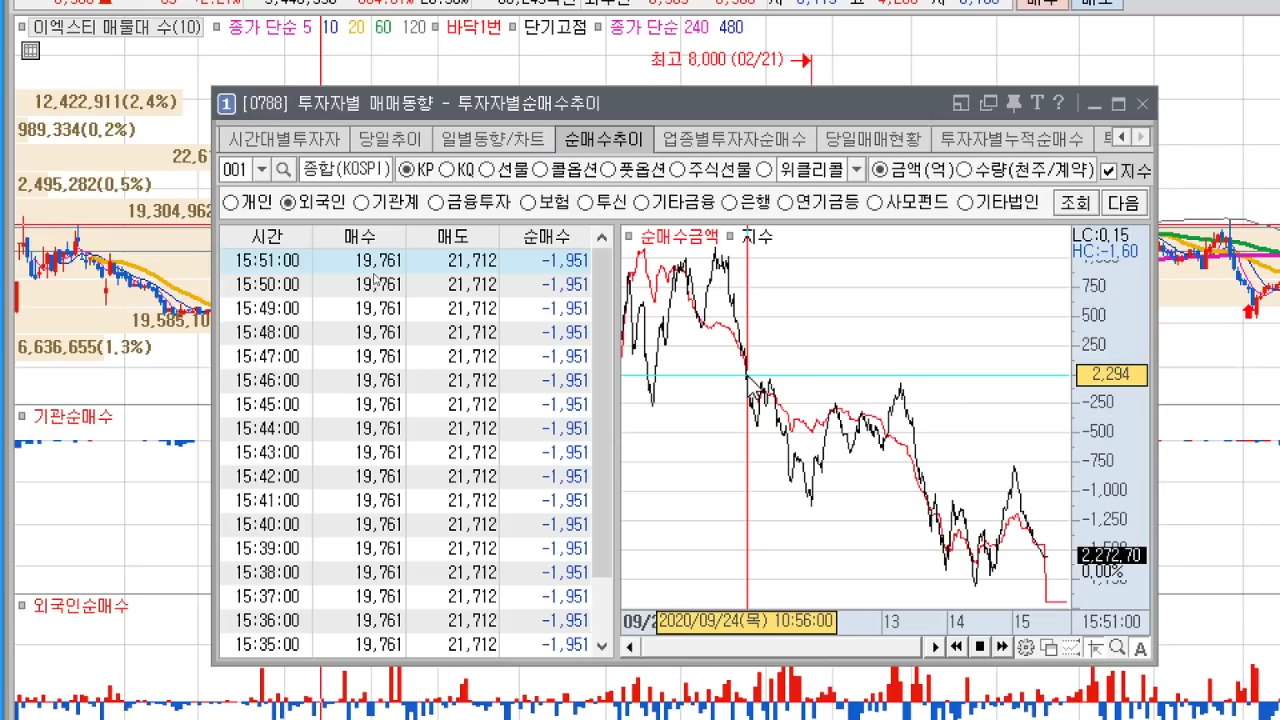 이엑스티 매물대 수(10) 종가 단순 5 10 20 60 120 바닥1번 단기고점 종가 단순 240 480
최고 8,000 (02/21)
12,422,911(2.4%)
989,334(0.2%)
2,495,282(0.5%)
19,304,962
19,585,10
6,636,655(1.3%)
기관순매수
외국인순매수
1 [0788] 투자자별 매매동향 - 투자자별순매수추이
시간대별투자자 당일추이 일별동향/차트 순매수추이 업종별투자자순매수 당일매매현황 투자자별누적순매수
001 종합(KOSPI) KP KQ 선물 콜옵션 풋옵션 주식선물 위클리콜 금액(억) 수량(천주/계약) 지수
개인 외국인 기관계 금융투자 보험 투신 기타금융 은행 연기금등 사모펀드 기타법인 조회 다음
시간 매수 매도 순매수
15:51:00 19,761 21,712 -1,951
15:50:00 19,761 21,712 -1,951
15:49:00 19,761 21,712 -1,951
15:48:00 19,761 21,712 -1,951
15:47:00 19,761 21,712 -1,951
15:46:00 19,761 21,712 -1,951
15:45:00 19,761 21,712 -1,951
15:44:00 19,761 21,712 -1,951
15:43:00 19,761 21,712 -1,951
15:42:00 19,761 21,712 -1,951
15:41:00 19,761 21,712 -1,951
15:40:00 19,761 21,712 -1,951
15:39:00 19,761 21,712 -1,951
15:38:00 19,761 21,712 -1,951
15:37:00 19,761 21,712 -1,951
15:36:00 19,761 21,712 -1,951
15:35:00 19,761 21,712 -1,951
순매수금액 지수
LC:0,15
HC:-1,60
750
500
250
2,294
-250
-500
-750
-1,000
-1,250
2,272,70
0,00%
09/2 2020/09/24(목) 10:56:00 13 14 15 15:51:00
A